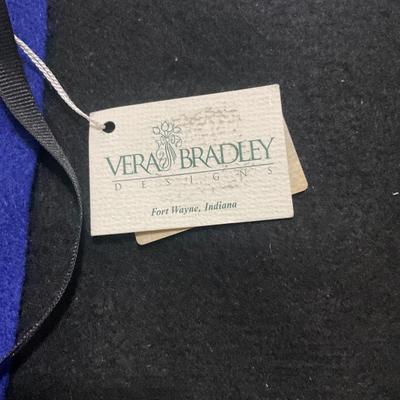 VERA BRADLEY
DESIGNS
Fort Wayne, Indiana